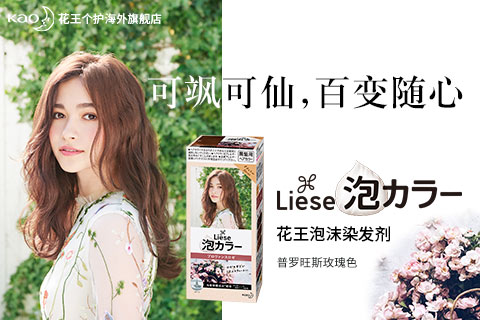 Kao 花王个护海外旗舰店
可飒可仙,百变随心
Liese 泡カラー
花王泡沫染发剂
普罗旺斯玫瑰色
Liese
泡カラー